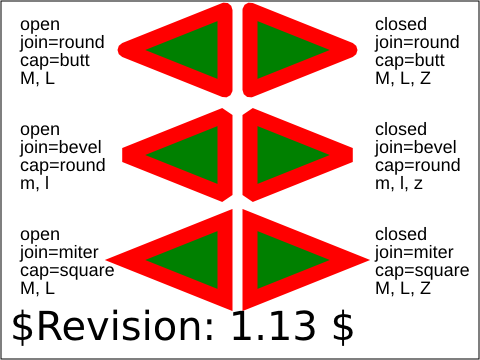 open
join=round
cap=butt
M, L
closed
join=round
cap=butt
M, L, Z
open
join=bevel
cap=round
m, l
closed
join=bevel
cap=round
m, l, z
open
join=miter
cap=square
M, L
closed
join=miter
cap=square
M, L, Z
$Revision: 1.13 $